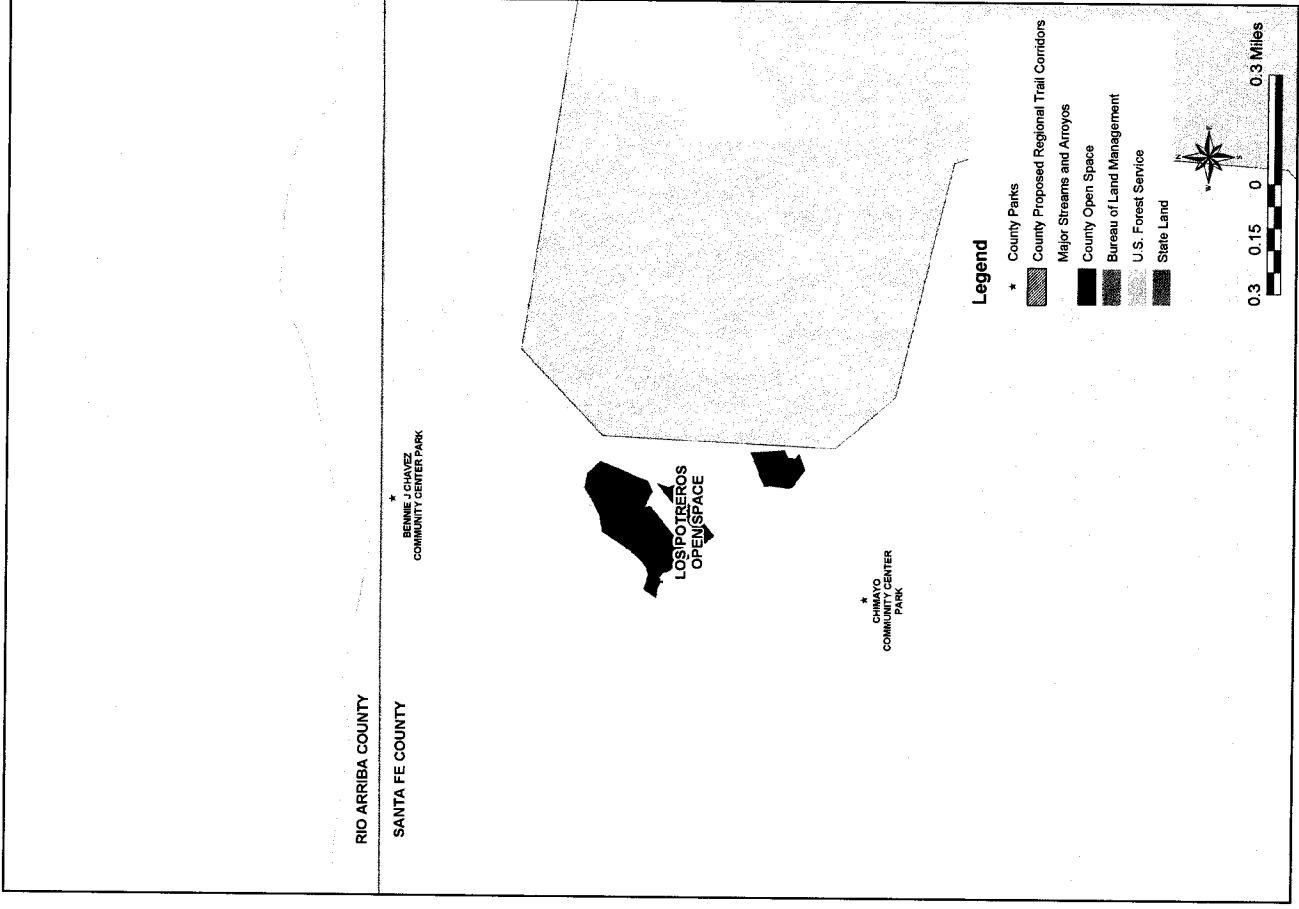 RIO ARRIBA COUNTY
SANTA FE COUNTY
★
BENNIE J CHAVEZ
COMMUNITY CENTER PARK
LOS POTREROS
OPEN SPACE
★
CHIMAYO
COMMUNITY CENTER
PARK
Legend
★ County Parks
County Proposed Regional Trail Corridors
Major Streams and Arroyos
County Open Space
Bureau of Land Management
U.S. Forest Service
State Land
N
W E
S
0.3 0.15 0 0.3 Miles